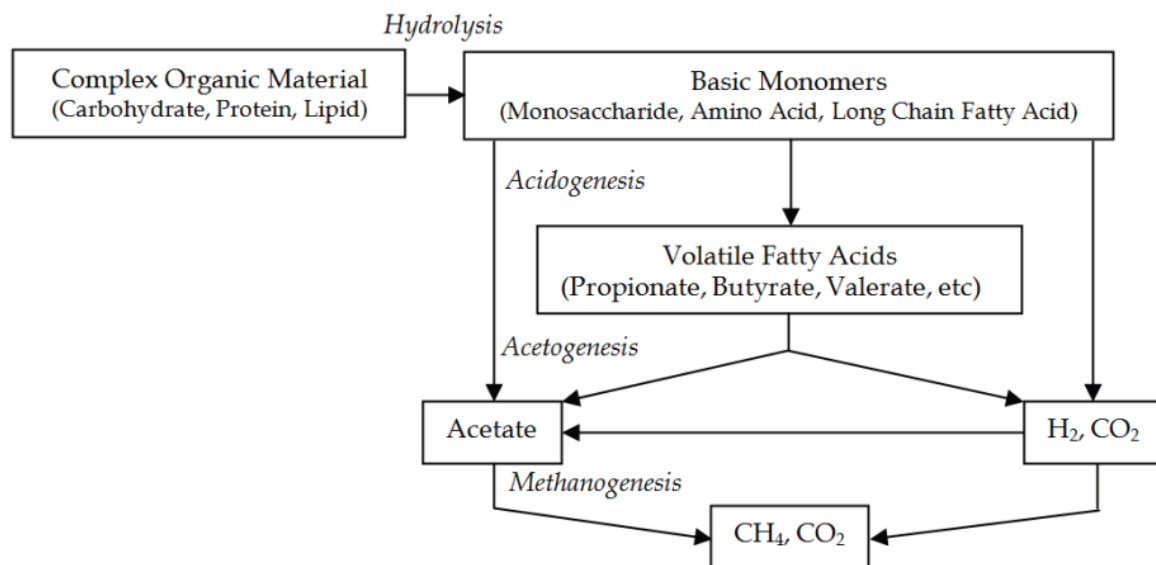 Hydrolysis
Complex Organic Material
(Carbohydrate, Protein, Lipid)
Basic Monomers
(Monosaccharide, Amino Acid, Long Chain Fatty Acid)
Acidogenesis
Volatile Fatty Acids
(Propionate, Butyrate, Valerate, etc)
Acetogenesis
Acetate
H₂, CO₂
Methanogenesis
CH₄, CO₂